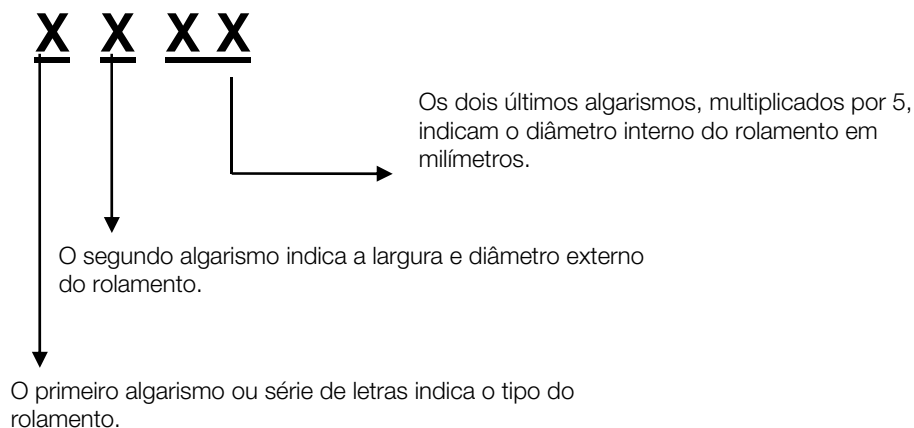 X X X X
Os dois últimos algarismos, multiplicados por 5,
indicam o diâmetro interno do rolamento em
milímetros.
O segundo algarismo indica a largura e diâmetro externo
do rolamento.
O primeiro algarismo ou série de letras indica o tipo do
rolamento.